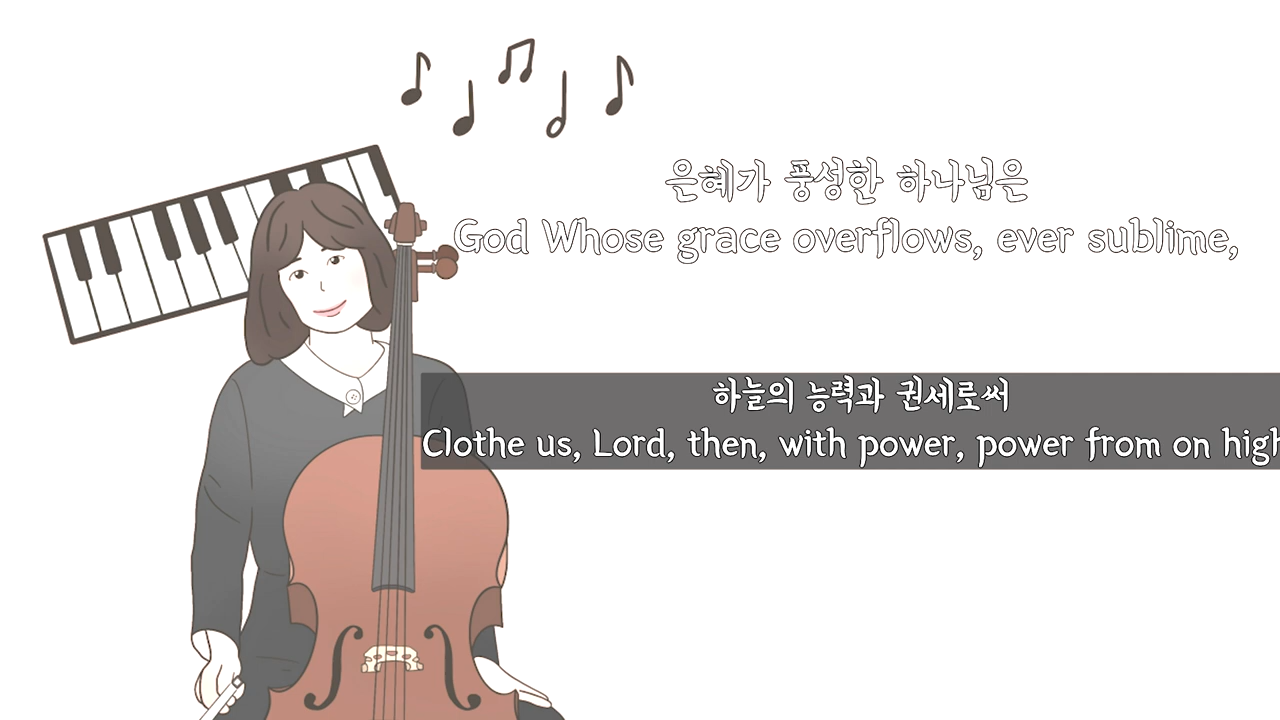 은혜가 풍성한 하나님은
God Whose grace overflows, ever sublime,
하늘의 능력과 권세로써
Clothe us, Lord, then, with power, power from on high